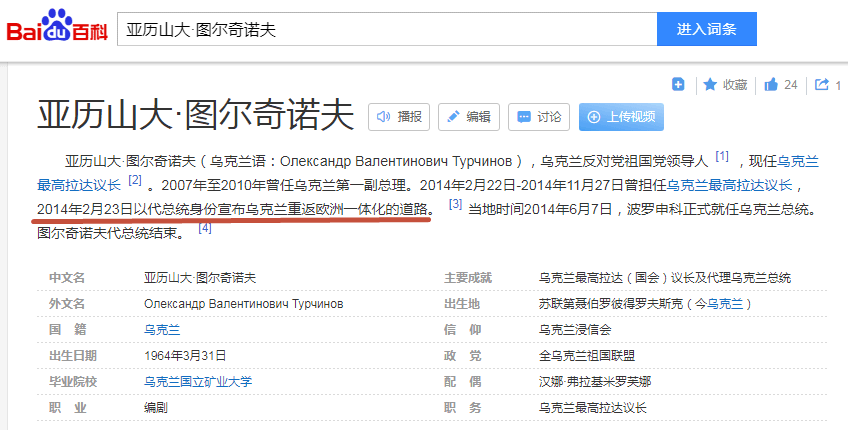 Bai du 百科
亚历山大·图尔奇诺夫
进入词条
收藏 24 1
亚历山大·图尔奇诺夫 播报 编辑 讨论 上传视频
亚历山大·图尔奇诺夫（乌克兰语：Олександр Валентинович Турчинов），乌克兰反对党祖国党领导人 [1] ，现任乌克兰
最高拉达议长 [2] 。2007年至2010年曾任乌克兰第一副总理。2014年2月22日-2014年11月27日曾担任乌克兰最高拉达议长，
2014年2月23日以代总统身份宣布乌克兰重返欧洲一体化的道路。 [3] 当地时间2014年6月7日，波罗申科正式就任乌克兰总统。
图尔奇诺夫代总统结束。 [4]
中文名 亚历山大·图尔奇诺夫 主要成就 乌克兰最高拉达（国会）议长及代理乌克兰总统
外文名 Олександр Валентинович Турчинов 出生地 苏联第聂伯罗彼得罗夫斯克（今乌克兰）
国 籍 乌克兰 信 仰 乌克兰浸信会
出生日期 1964年3月31日 政 党 全乌克兰祖国联盟
毕业院校 乌克兰国立矿业大学 配 偶 汉娜·弗拉基米罗芙娜
职 业 编剧 职 务 乌克兰最高拉达议长